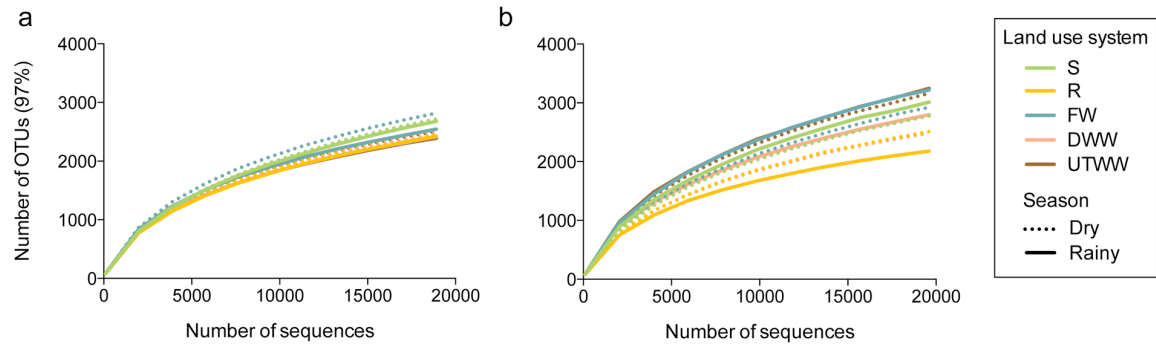 a
b
Number of OTUs (97%)
4000
3000
2000
1000
0
0
5000
10000
15000
20000
Number of sequences
4000
3000
2000
1000
0
0
5000
10000
15000
20000
Number of sequences
Land use system
S
R
FW
DWW
UTWW
Season
Dry
Rainy